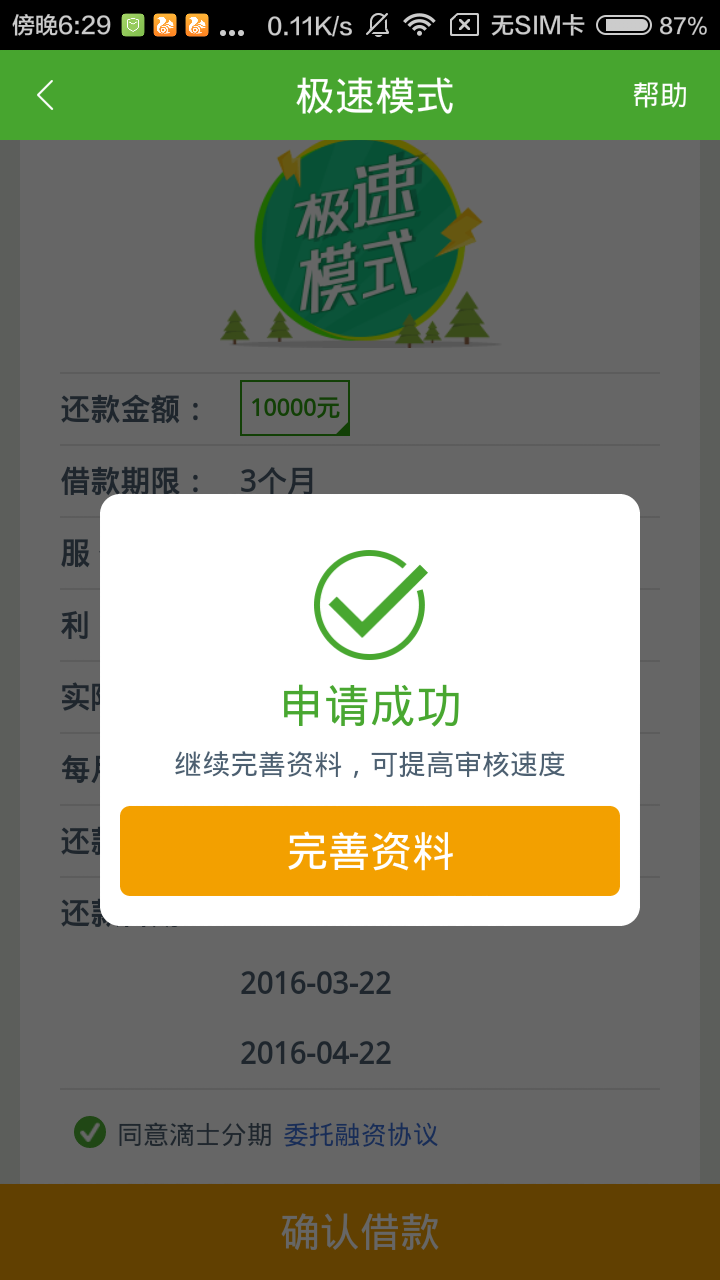 傍晚6:29 ... 0.11K/s 无SIM卡 87%
极速模式 帮助
极速
模式
还款金额： 10000元
借款期限： 3个月
服
利
实
每
还
还
申请成功
继续完善资料，可提高审核速度
完善资料
2016-03-22
2016-04-22
同意滴士分期 委托融资协议
确认借款